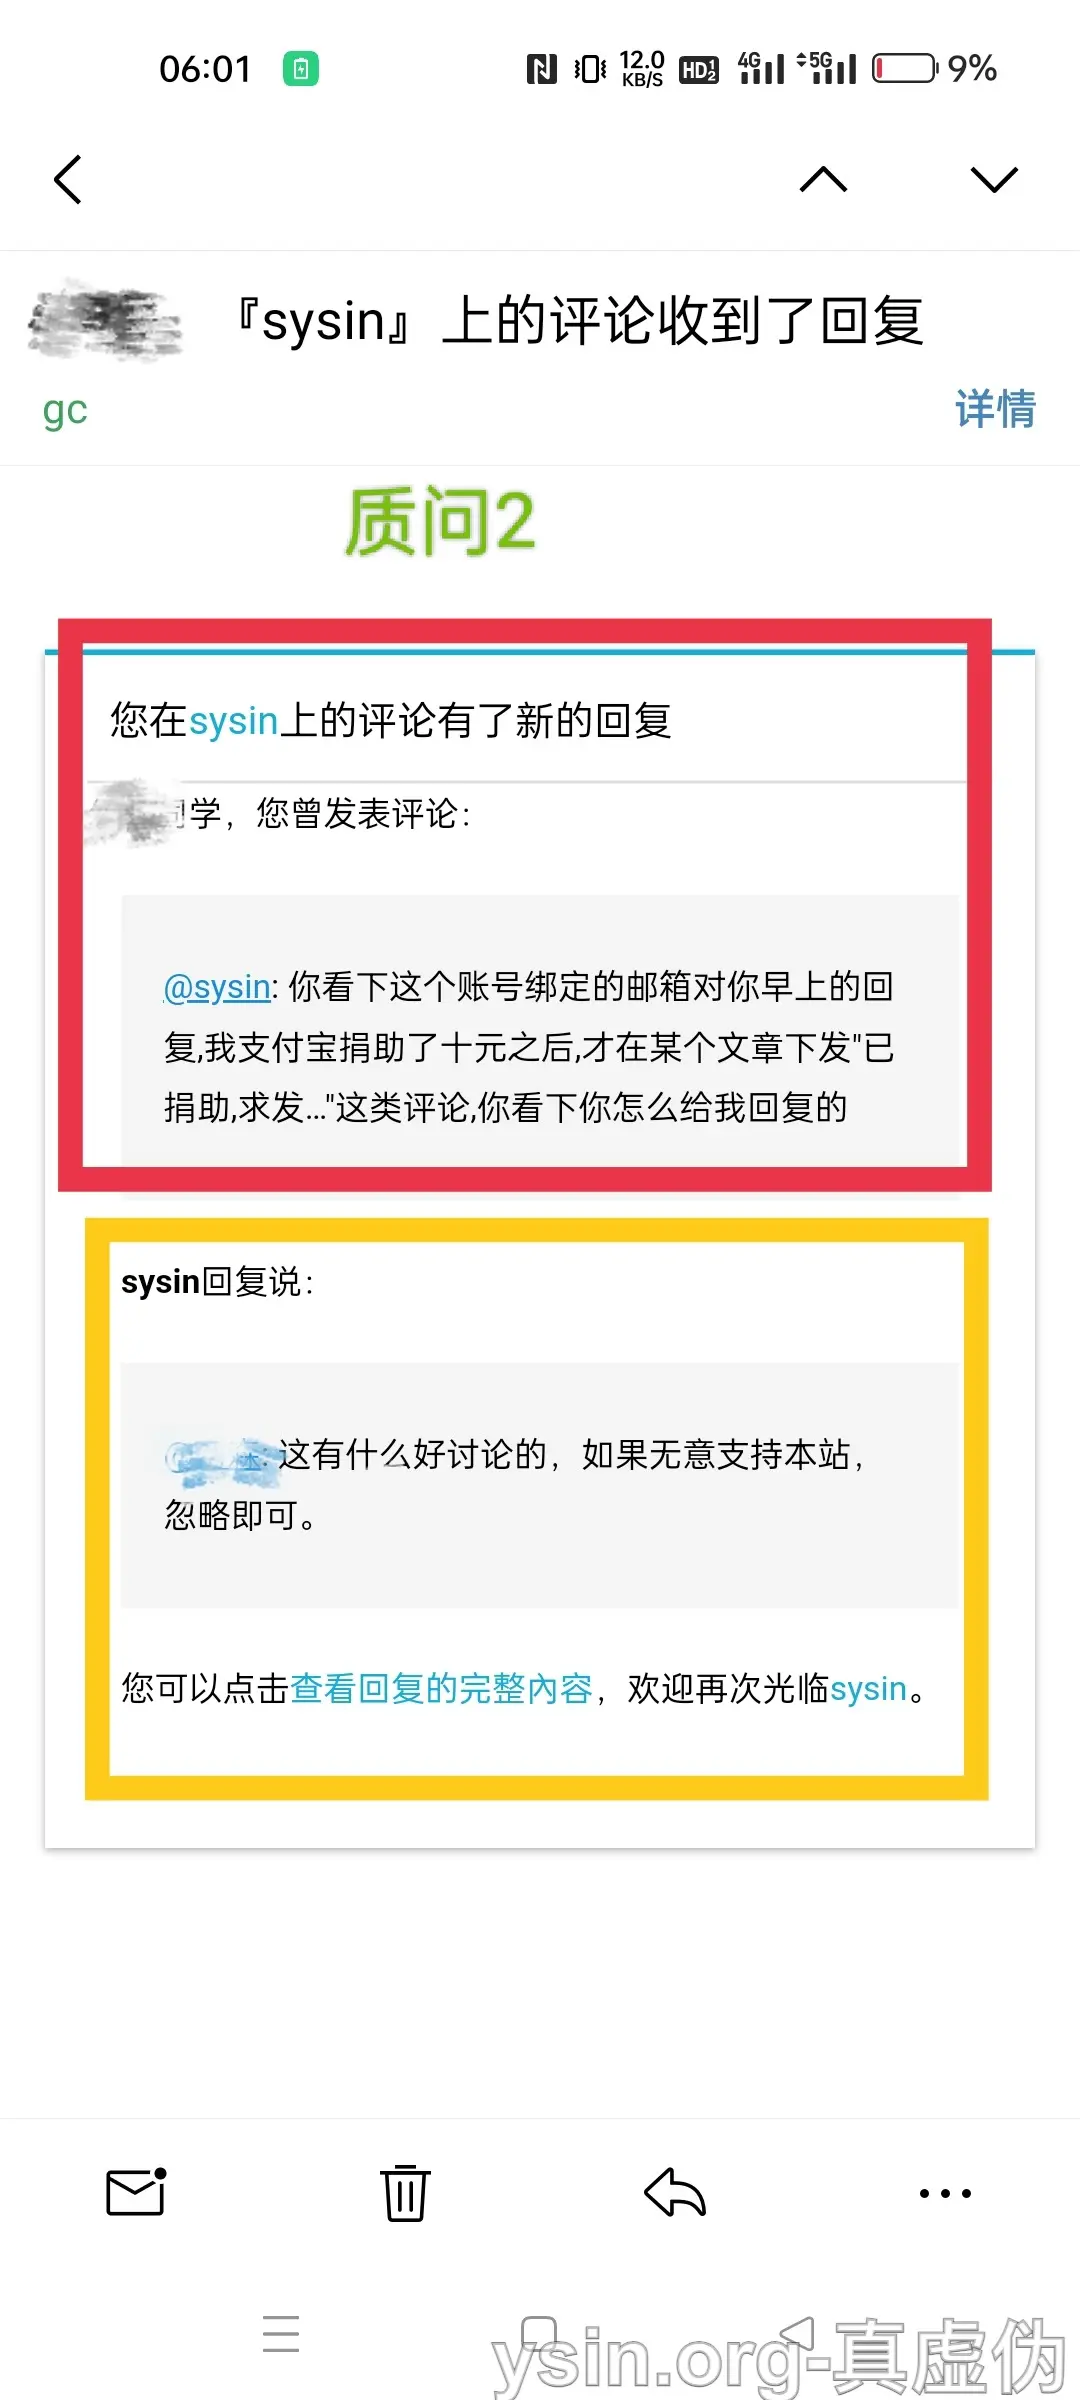 06:01
12.0
KB/S
HD 1 2
4G
5G
9%
『sysin』上的评论收到了回复
gc
详情
质问2
您在sysin上的评论有了新的回复
同学，您曾发表评论：
@sysin: 你看下这个账号绑定的邮箱对你早上的回
复,我支付宝捐助了十元之后,才在某个文章下发"已
捐助,求发..."这类评论,你看下你怎么给我回复的
sysin回复说：
: 这有什么好讨论的，如果无意支持本站，
忽略即可。
您可以点击查看回复的完整内容，欢迎再次光临sysin。
ysin.org-真虚伪